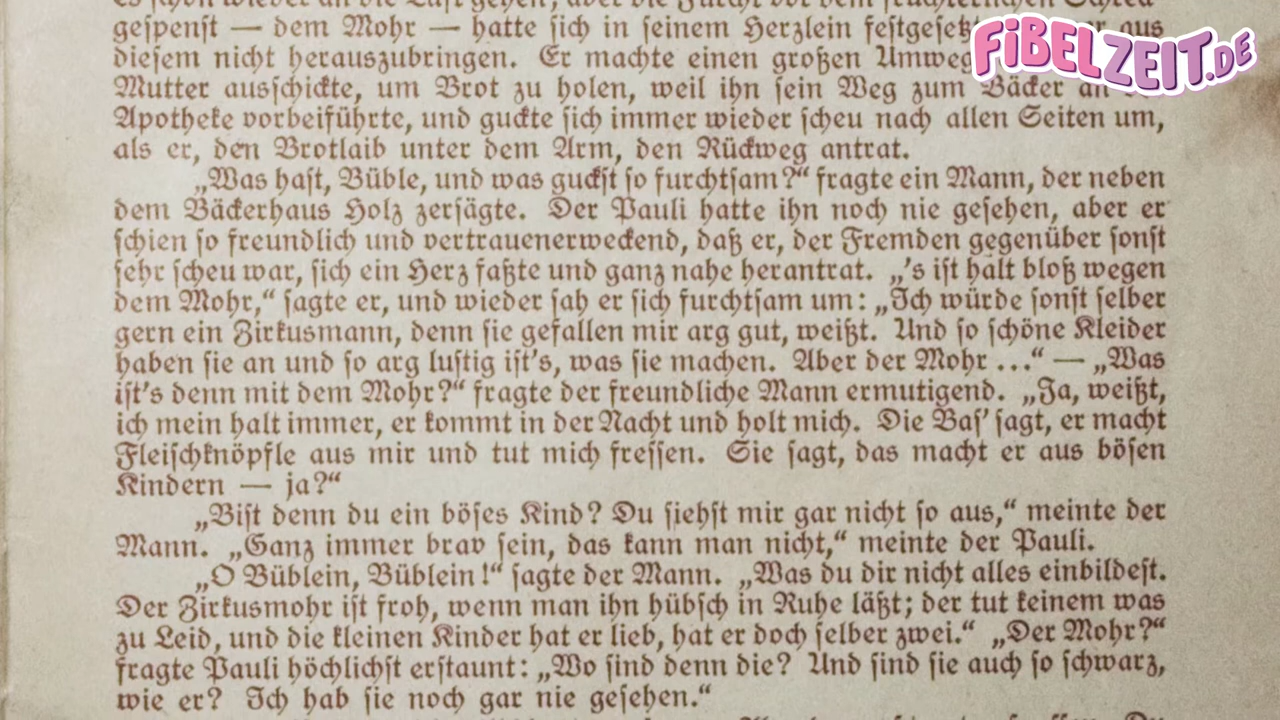 es schon wieder an die Luft gehen, aber die Furcht vor dem
gespenst — dem Mohr — hatte sich in seinem Herzlein aus
FiBELZEIT.DE
diesem nicht herauszubringen. Er machte einen großen Umweg
Mutter ausschickte, um Brot zu holen, weil ihn sein Weg zum Bäcker an
Apotheke vorbeiführte, und guckte sich immer wieder scheu nach allen Seiten um,
als er, den Brotlaib unter dem Arm, den Rückweg antrat.
„Was hast, Büble, und was guckst so furchtsam?“ fragte ein Mann, der neben
dem Bäckerhaus Holz zersägte. Der Pauli hatte ihn noch nie gesehen, aber er
schien so freundlich und vertrauenerweckend, daß er, der Fremden gegenüber sonst
sehr scheu war, sich ein Herz faßte und ganz nahe herantrat. „’s ist halt bloß wegen
dem Mohr,“ sagte er, und wieder sah er sich furchtsam um: „Ich würde sonst selber
gern ein Zirkusmann, denn sie gefallen mir arg gut, weißt. Und so schöne Kleider
haben sie an und so arg lustig ist’s, was sie machen. Aber der Mohr ...“ — „Was
ist’s denn mit dem Mohr?“ fragte der freundliche Mann ermutigend. „Ja, weißt,
ich mein halt immer, er kommt in der Nacht und holt mich. Die Bas’ sagt, er macht
Fleischknöpfle aus mir und tut mich fressen. Sie sagt, das macht er aus bösen
Kindern — ja?“
„Bist denn du ein böses Kind? Du siehst mir gar nicht so aus,“ meinte der
Mann. „Ganz immer brav sein, das kann man nicht,“ meinte der Pauli.
„O Büblein, Büblein!“ sagte der Mann. „Was du dir nicht alles einbildest.
Der Zirkusmohr ist froh, wenn man ihn hübsch in Ruhe läßt; der tut keinem was
zu Leid, und die kleinen Kinder hat er lieb, hat er doch selber zwei.“ „Der Mohr?“
fragte Pauli höchlichst erstaunt: „Wo sind denn die? Und sind sie auch so schwarz,
wie er? Ich hab sie noch gar nie gesehen.“